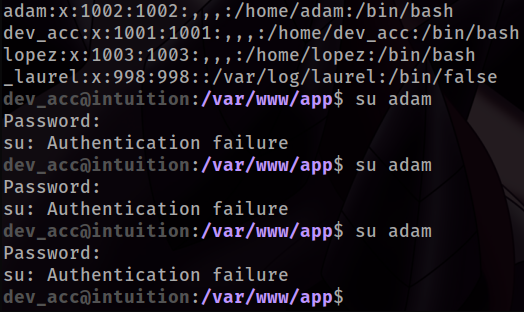 adam:x:1002:1002:,,,:/home/adam:/bin/bash
dev_acc:x:1001:1001:,,,:/home/dev_acc:/bin/bash
lopez:x:1003:1003:,,,:/home/lopez:/bin/bash
_laurel:x:998:998::/var/log/laurel:/bin/false
dev_acc@intuition:/var/www/app$ su adam
Password:
su: Authentication failure
dev_acc@intuition:/var/www/app$ su adam
Password:
su: Authentication failure
dev_acc@intuition:/var/www/app$ su adam
Password:
su: Authentication failure
dev_acc@intuition:/var/www/app$